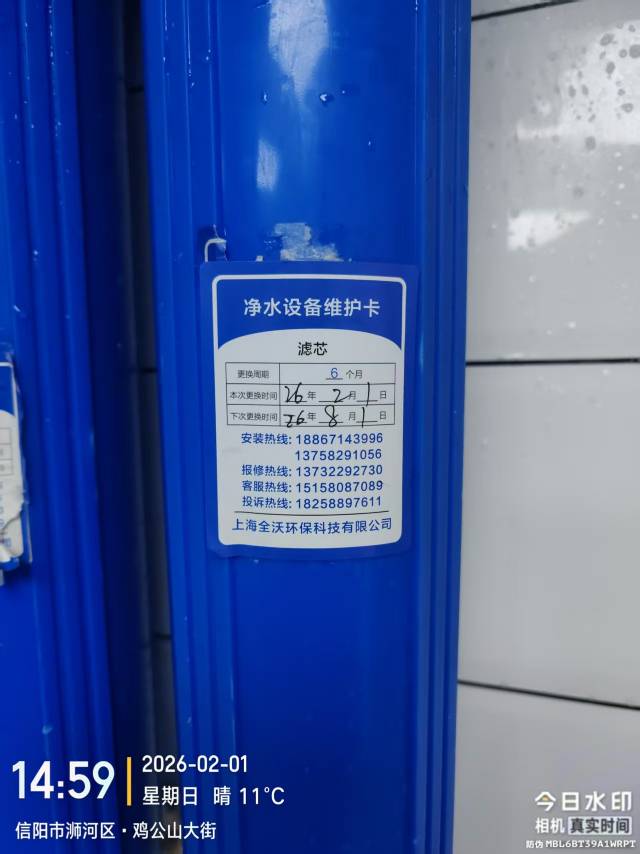 净水设备维护卡
滤芯
更换周期 6 个月
本次更换时间 26年 2月 1日
下次更换时间 26年 8月 1日
安装热线: 18867143996
13758291056
报修热线: 13732292730
客服热线: 15158087089
投诉热线: 18258897611
上海全沃环保科技有限公司
14:59
2026-02-01
星期日 晴 11°C
信阳市浉河区·鸡公山大街
今日水印
相机 真实时间
防伪 MBL6BT39A1WRPT